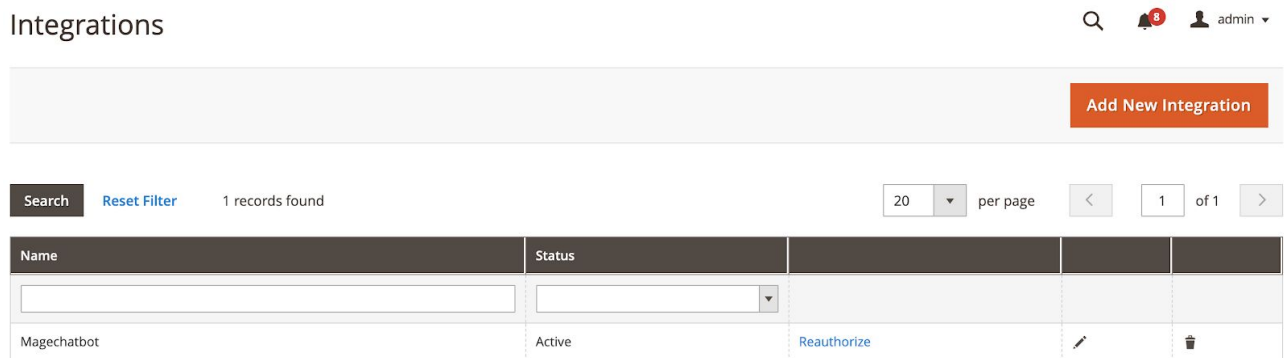 Integrations
8
admin
Add New Integration
Search Reset Filter 1 records found 20 per page 1 of 1
Name Status
Magechatbot Active Reauthorize